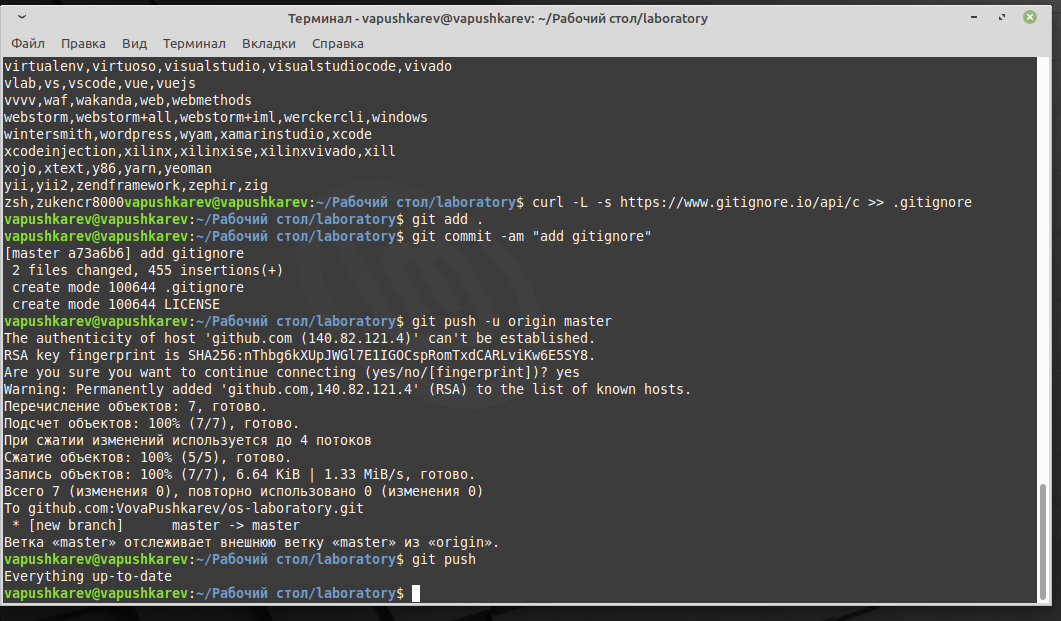 Терминал - vapushkarev@vapushkarev: ~/Рабочий стол/laboratory
Файл Правка Вид Терминал Вкладки Справка
virtualenv,virtuoso,visualstudio,visualstudiocode,vivado
vlab,vs,vscode,vue,vuejs
vvvv,waf,wakanda,web,webmethods
webstorm,webstorm+all,webstorm+iml,werckercli,windows
wintersmith,wordpress,wyam,xamarinstudio,xcode
xcodeinjection,xilinx,xilinxise,xilinxvivado,xill
xojo,xtext,y86,yarn,yeoman
yii,yii2,zendframework,zephir,zig
zsh,zukencr8000vapushkarev@vapushkarev:~/Рабочий стол/laboratory$ curl -L -s https://www.gitignore.io/api/c >> .gitignore
vapushkarev@vapushkarev:~/Рабочий стол/laboratory$ git add .
vapushkarev@vapushkarev:~/Рабочий стол/laboratory$ git commit -am "add gitignore"
[master a73a6b6] add gitignore
 2 files changed, 455 insertions(+)
 create mode 100644 .gitignore
 create mode 100644 LICENSE
vapushkarev@vapushkarev:~/Рабочий стол/laboratory$ git push -u origin master
The authenticity of host 'github.com (140.82.121.4)' can't be established.
RSA key fingerprint is SHA256:nThbg6kXUpJWGl7E1IGOCspRomTxdCARLviKw6E5SY8.
Are you sure you want to continue connecting (yes/no/[fingerprint])? yes
Warning: Permanently added 'github.com,140.82.121.4' (RSA) to the list of known hosts.
Перечисление объектов: 7, готово.
Подсчет объектов: 100% (7/7), готово.
При сжатии изменений используется до 4 потоков
Сжатие объектов: 100% (5/5), готово.
Запись объектов: 100% (7/7), 6.64 KiB | 1.33 MiB/s, готово.
Всего 7 (изменения 0), повторно использовано 0 (изменения 0)
To github.com:VovaPushkarev/os-laboratory.git
 * [new branch]      master -> master
Ветка «master» отслеживает внешнюю ветку «master» из «origin».
vapushkarev@vapushkarev:~/Рабочий стол/laboratory$ git push
Everything up-to-date
vapushkarev@vapushkarev:~/Рабочий стол/laboratory$